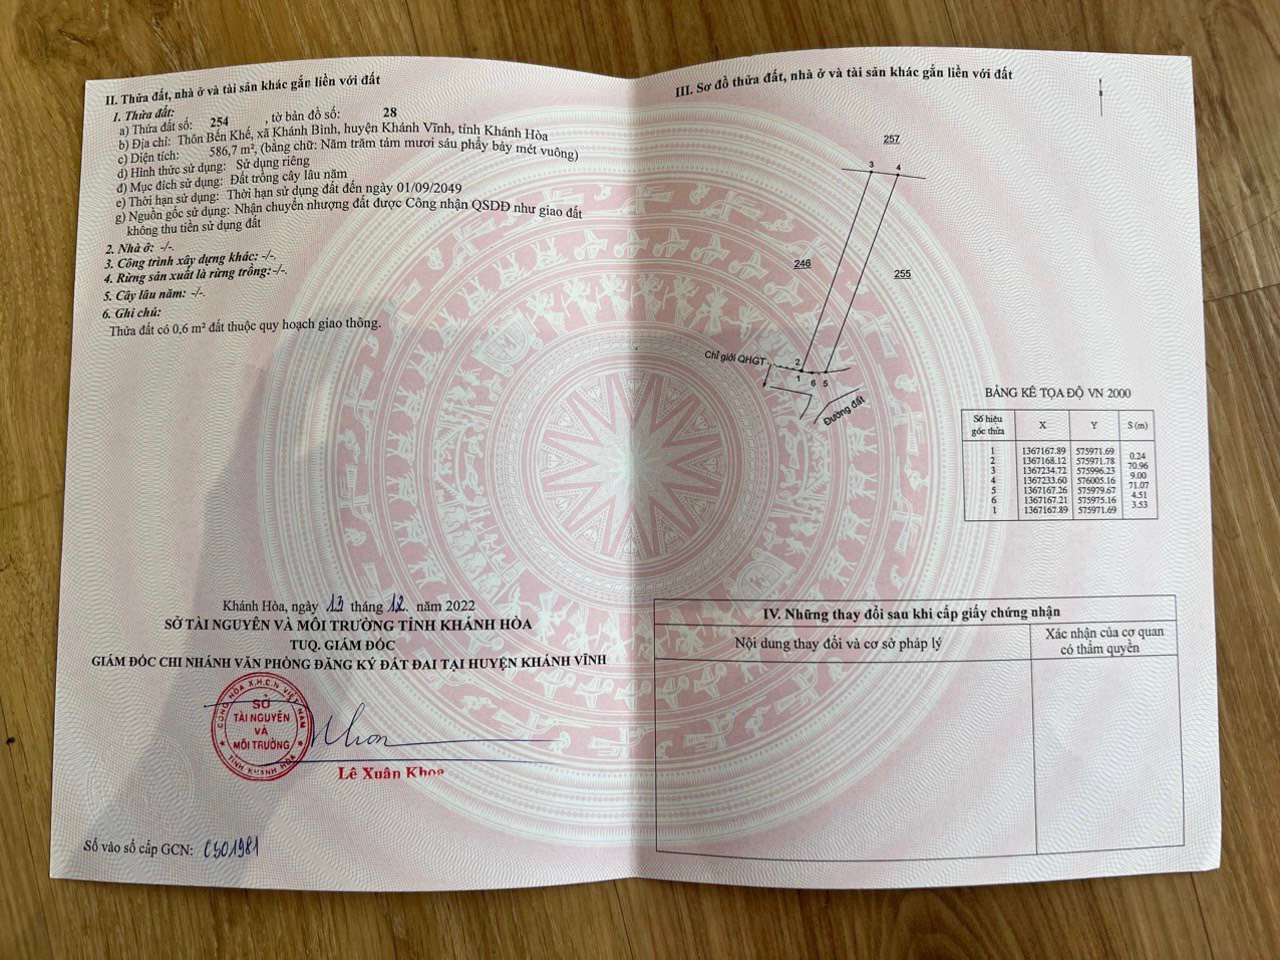 II. Thửa đất, nhà ở và tài sản khác gắn liền với đất
1. Thửa đất:
a) Thửa đất số: 254 , tờ bản đồ số: 28
b) Địa chỉ: Thôn Bến Khế, xã Khánh Bình, huyện Khánh Vĩnh, tỉnh Khánh Hòa
c) Diện tích: 586,7 m², (bằng chữ: Năm trăm tám mươi sáu phẩy bảy mét vuông)
d) Hình thức sử dụng: Sử dụng riêng
đ) Mục đích sử dụng: Đất trồng cây lâu năm
e) Thời hạn sử dụng: Thời hạn sử dụng đất đến ngày 01/09/2049
g) Nguồn gốc sử dụng: Nhận chuyển nhượng đất được Công nhận QSDĐ như giao đất
không thu tiền sử dụng đất
2. Nhà ở: -/-.
3. Công trình xây dựng khác: -/-.
4. Rừng sản xuất là rừng trồng: -/-.
5. Cây lâu năm: -/-.
6. Ghi chú:
Thửa đất có 0,6 m² đất thuộc quy hoạch giao thông.
Khánh Hòa, ngày 13 tháng 12. năm 2022
SỞ TÀI NGUYÊN VÀ MÔI TRƯỜNG TỈNH KHÁNH HÒA
TUQ. GIÁM ĐỐC
GIÁM ĐỐC CHI NHÁNH VĂN PHÒNG ĐĂNG KÝ ĐẤT ĐAI TẠI HUYỆN KHÁNH VĨNH
CỘNG HÒA X.H.C.N VIỆT NAM
SỞ
TÀI NGUYÊN
VÀ
MÔI TRƯỜNG
TỈNH KHÁNH HÒA
Lê Xuân Khoa
Số vào sổ cấp GCN: CS01981
III. Sơ đồ thửa đất, nhà ở và tài sản khác gắn liền với đất
257
3 4
246
255
Chỉ giới QHGT
2
1 6 5
Đường đất
BẢNG KÊ TỌA ĐỘ VN 2000
Số hiệu góc thửa X Y S (m)
1 1367167.89 575971.69
0.24
2 1367168.12 575971.78
70.96
3 1367234.72 575996.23
9.00
4 1367233.60 576005.16
71.07
5 1367167.26 575979.67
4.51
6 1367167.21 575975.16
3.53
1 1367167.89 575971.69
IV. Những thay đổi sau khi cấp giấy chứng nhận
Nội dung thay đổi và cơ sở pháp lý
Xác nhận của cơ quan
có thẩm quyền